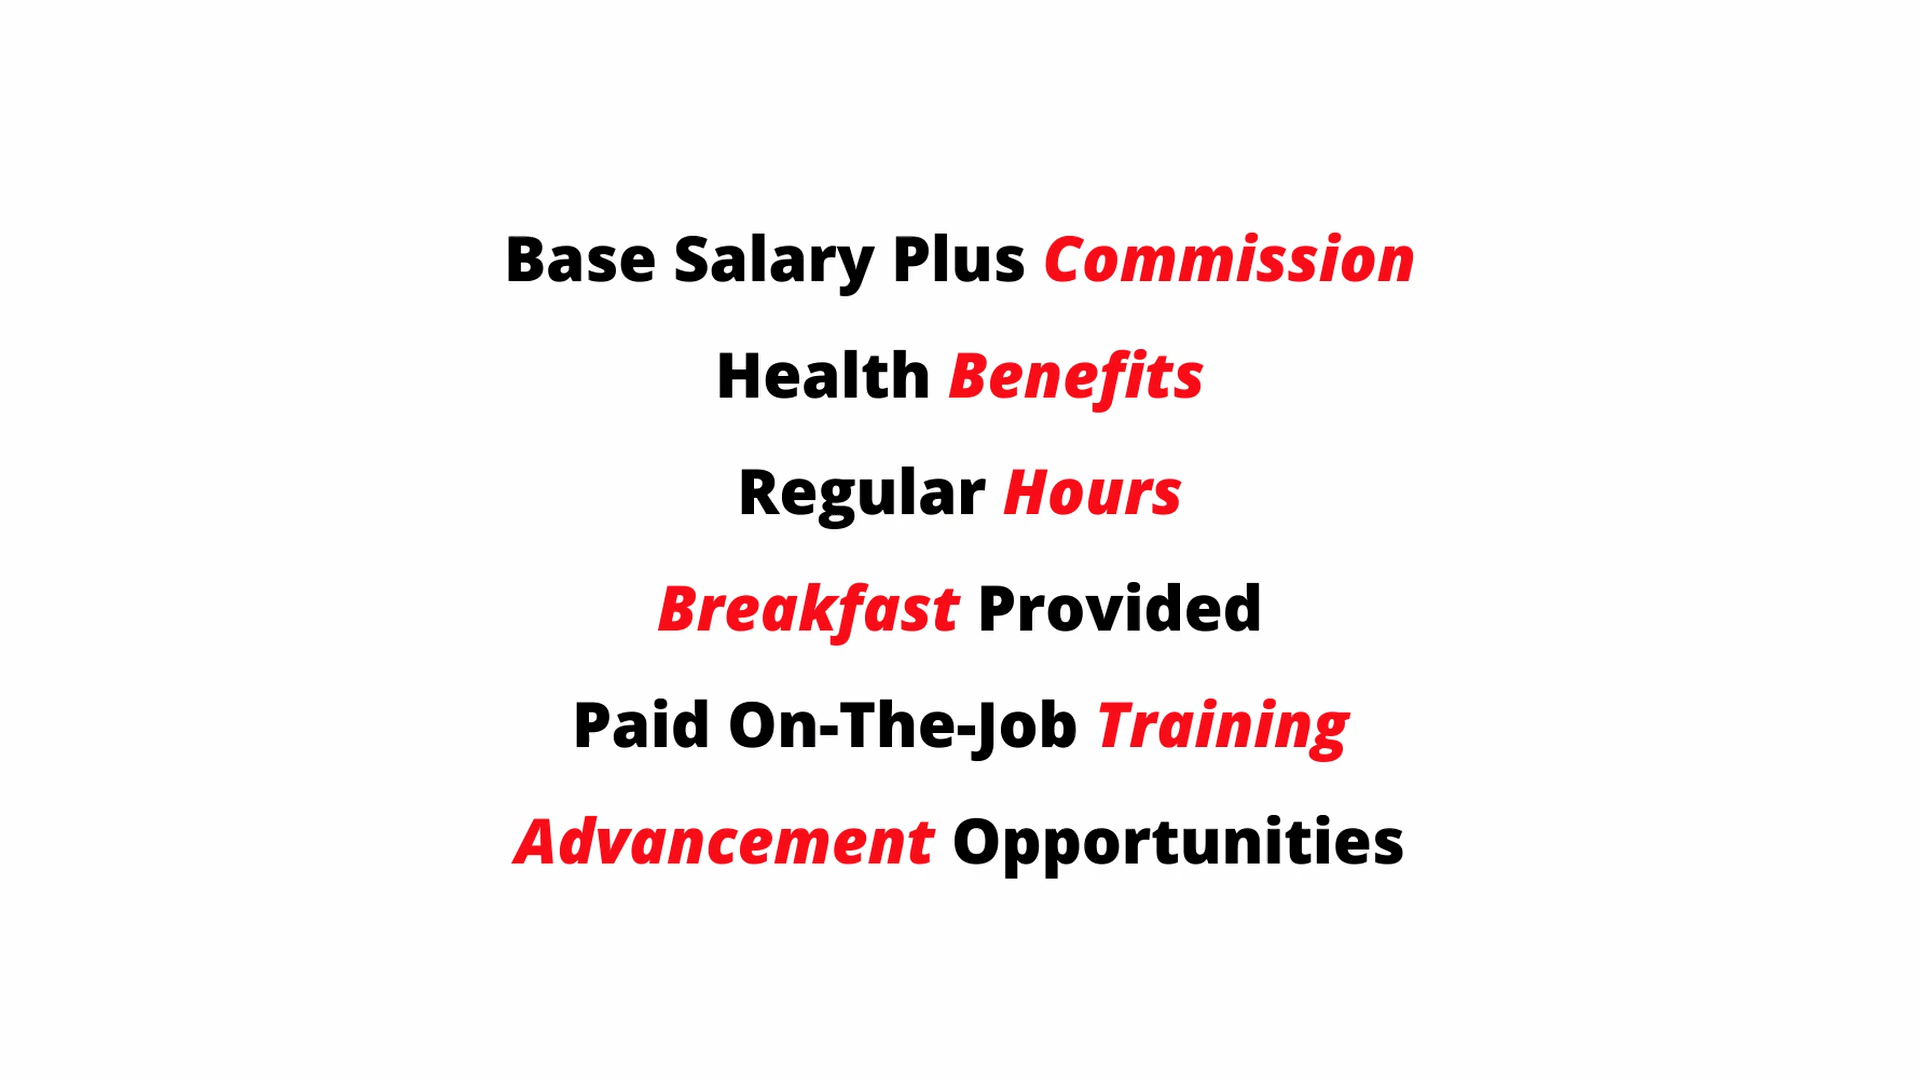 Base Salary Plus Commission
Health Benefits
Regular Hours
Breakfast Provided
Paid On-The-Job Training
Advancement Opportunities